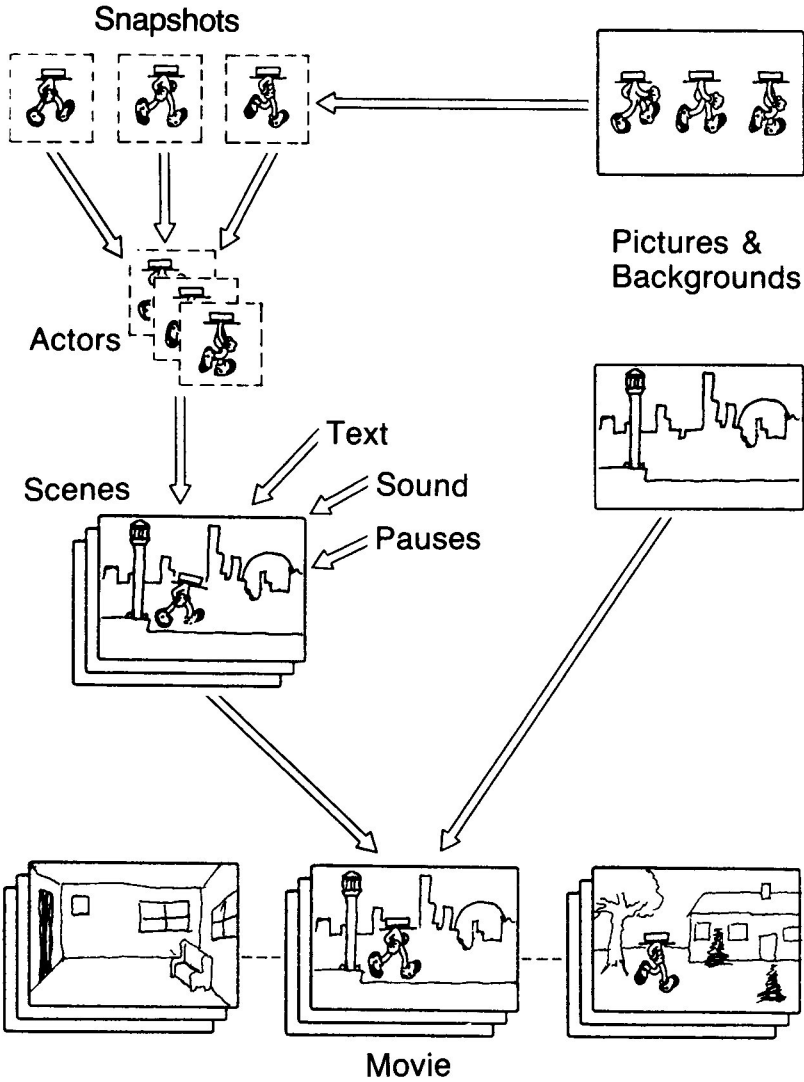 Snapshots
Pictures &
Backgrounds
Actors
Text
Scenes
Sound
Pauses
Movie